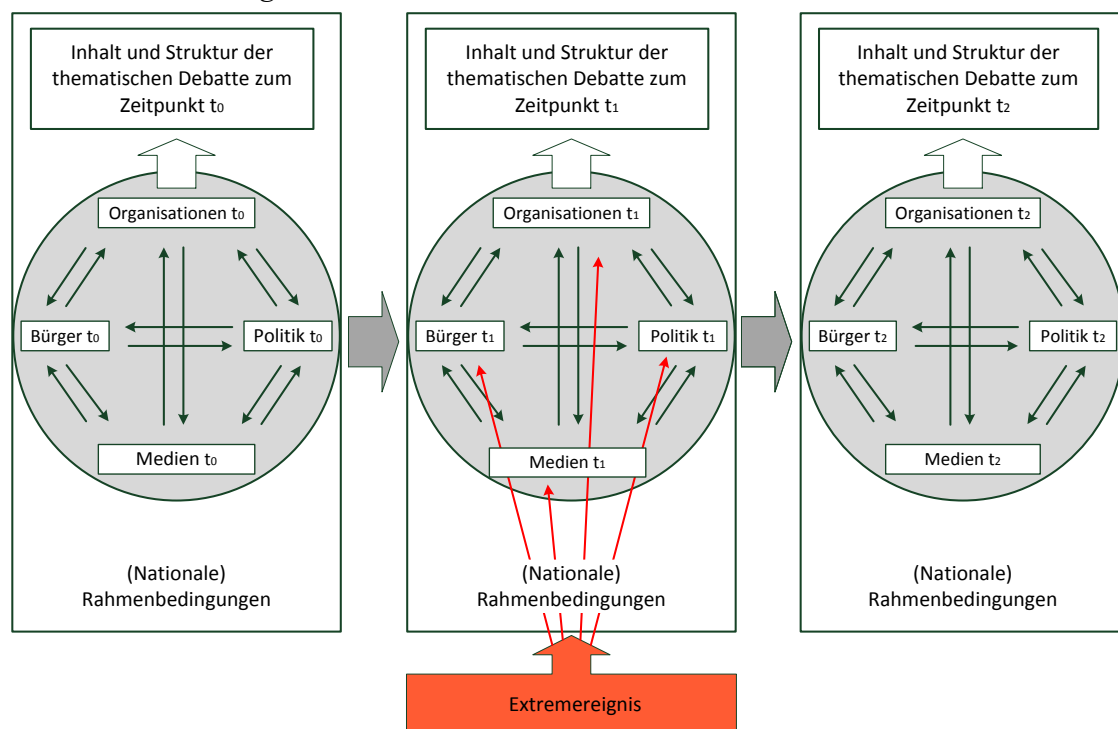 Inhalt und Struktur der
thematischen Debatte zum
Zeitpunkt t0
Organisationen t0
Bürger t0
Politik t0
Medien t0
(Nationale)
Rahmenbedingungen
Inhalt und Struktur der
thematischen Debatte zum
Zeitpunkt t1
Organisationen t1
Bürger t1
Politik t1
Medien t1
(Nationale)
Rahmenbedingungen
Extremereignis
Inhalt und Struktur der
thematischen Debatte zum
Zeitpunkt t2
Organisationen t2
Bürger t2
Politik t2
Medien t2
(Nationale)
Rahmenbedingungen